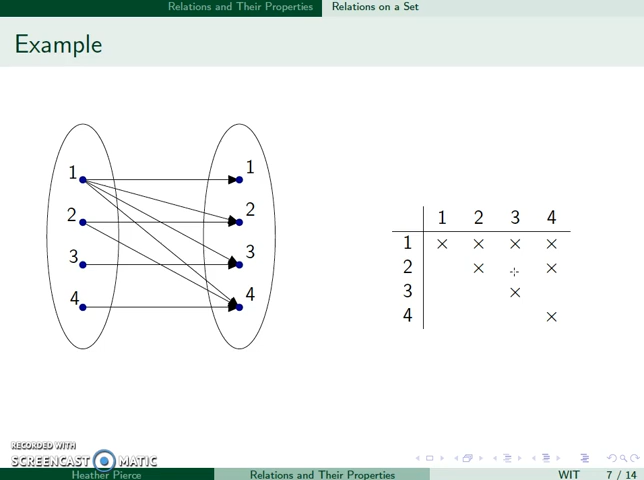 Relations and Their Properties Relations on a Set
Example
1 1
2 2
3 3
4 4
1 2 3 4
1 × × × ×
2 × ×
3 ×
4 ×
RECORDED WITH
SCREENCAST MATIC
Heather Pierce Relations and Their Properties WIT 7 / 14